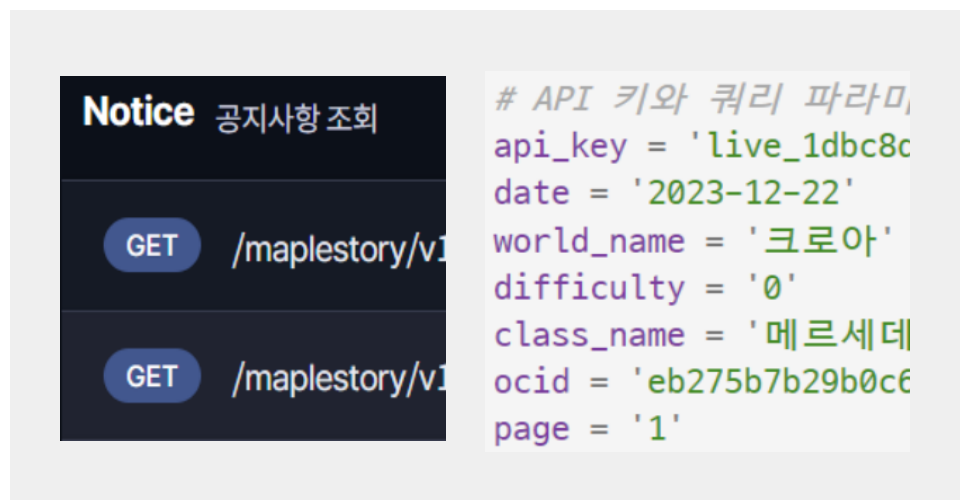 Notice 공지사항 조회
GET /maplestory/v1
GET /maplestory/v1
# API 키와 쿼리 파라미
api_key = 'live_1dbc8d
date = '2023-12-22'
world_name = '크로아'
difficulty = '0'
class_name = '메르세데
ocid = 'eb275b7b29b0c6
page = '1'